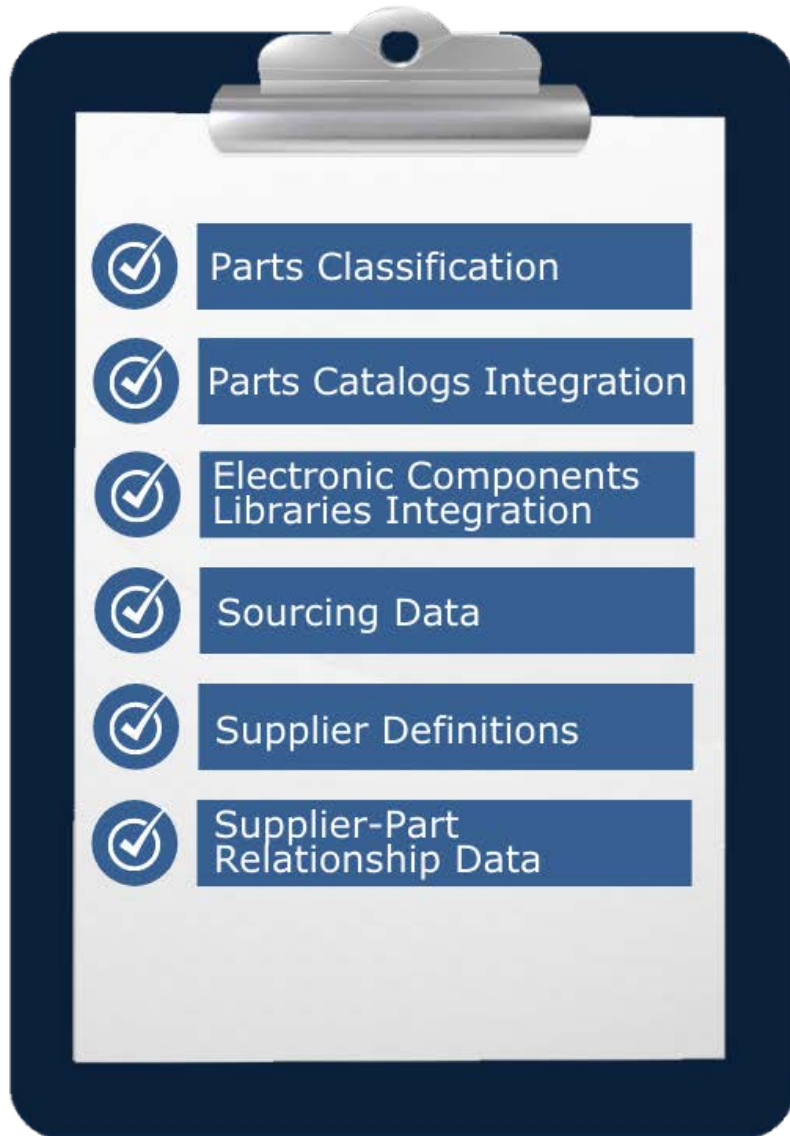 Parts Classification
Parts Catalogs Integration
Electronic Components
Libraries Integration
Sourcing Data
Supplier Definitions
Supplier-Part
Relationship Data